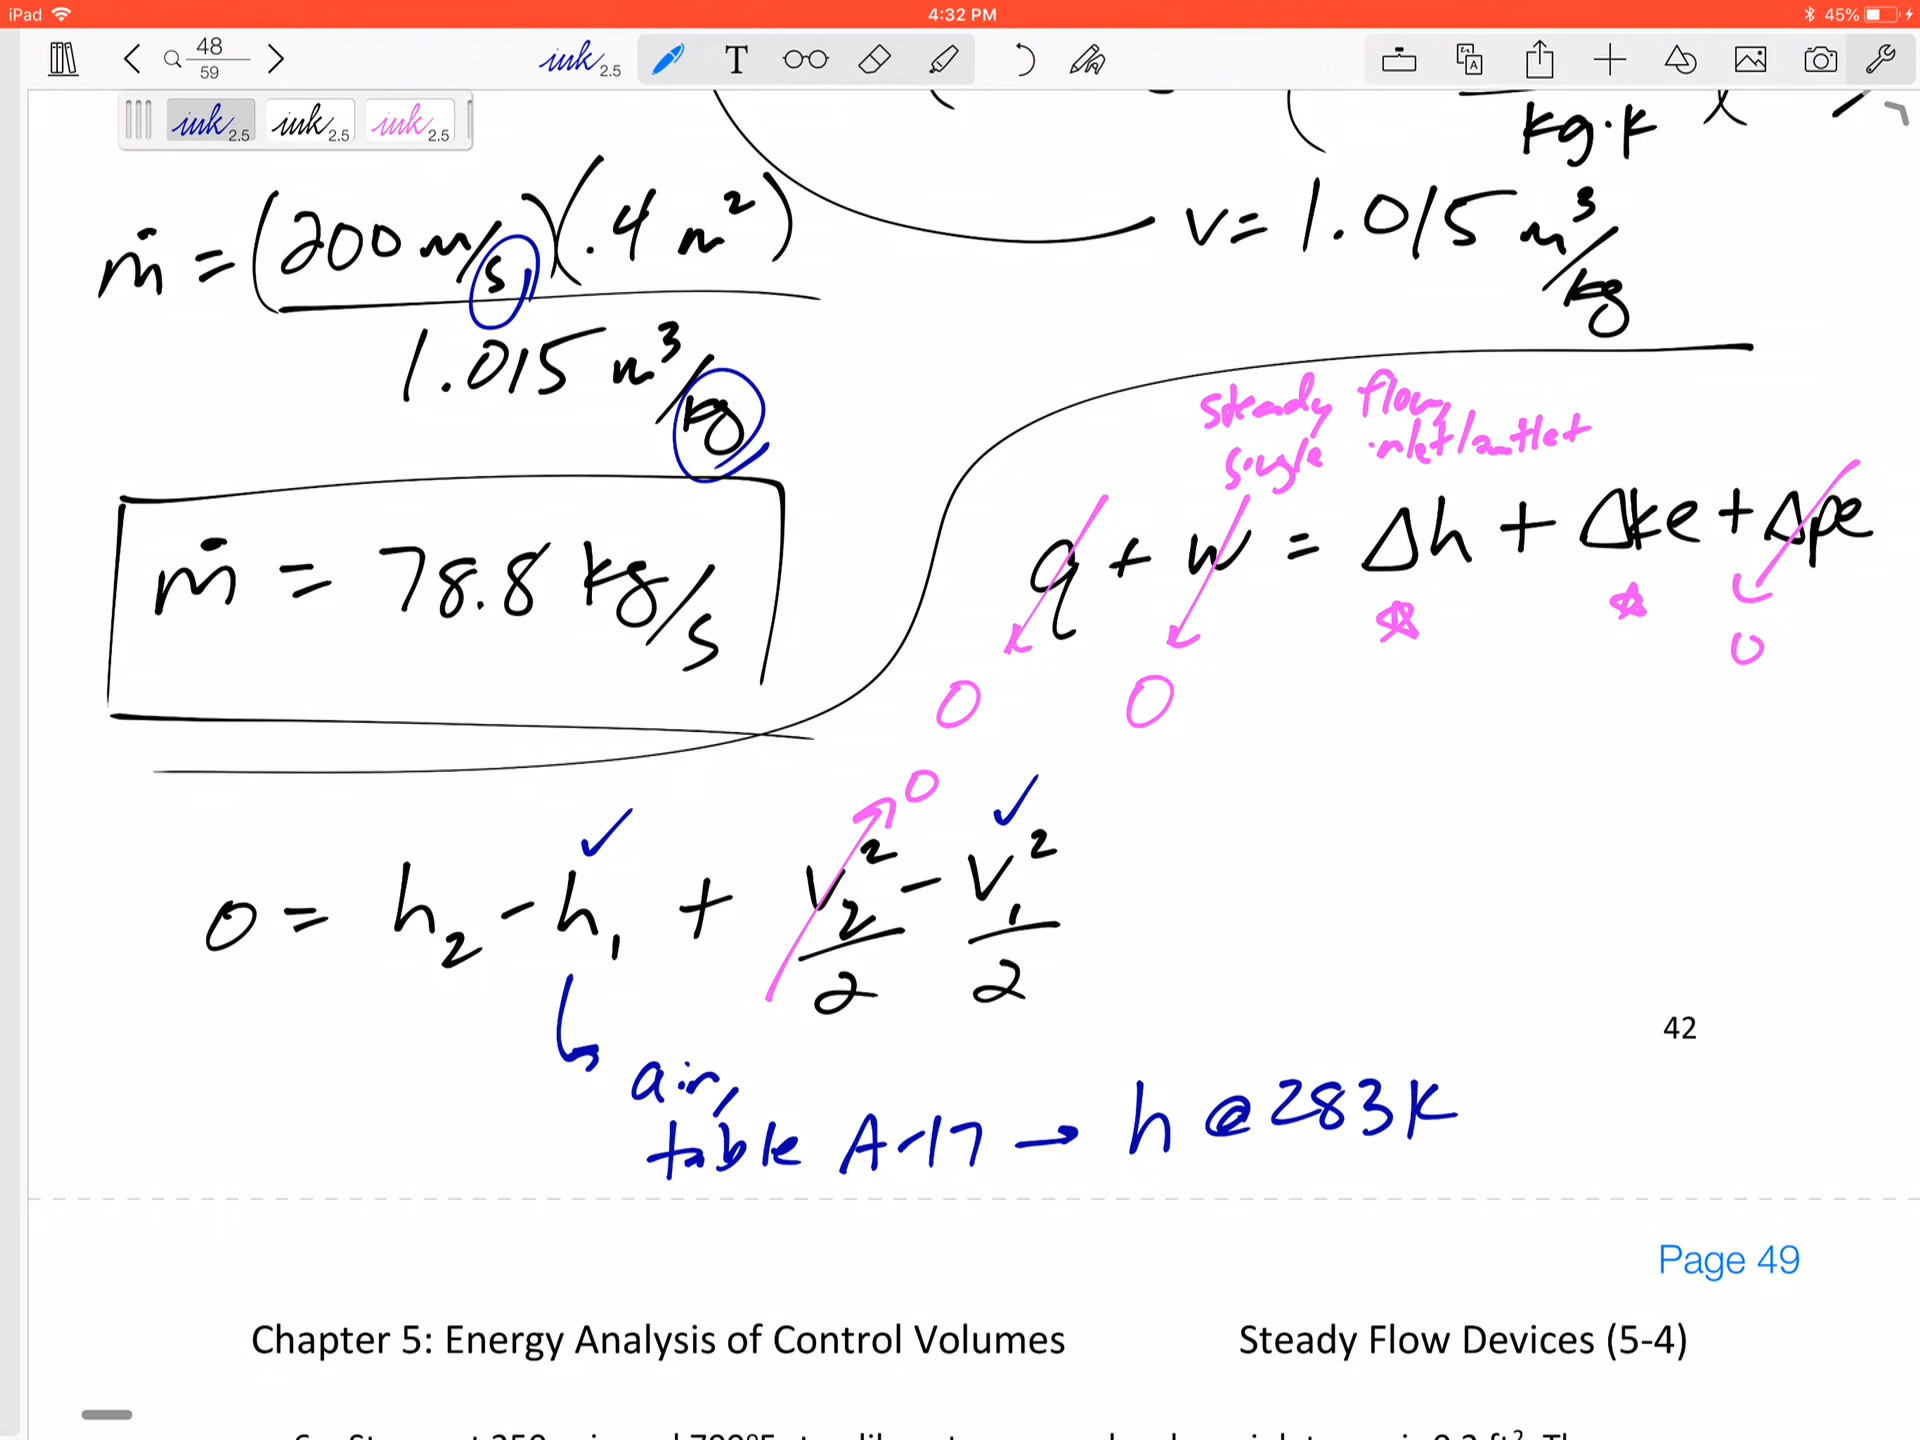 iPad 4:32 PM 45%
48
59
ink 2.5 T
ink 2.5 ink 2.5 ink 2.5
kg·K
ṁ = (200 m/s)(.4 m²)
1.015 m³/kg
v = 1.015 m³/kg
ṁ = 78.8 kg/s
steady flow,
single inlet/outlet
q + w = Δh + Δke + Δpe
0 0 0
0
0 = h₂ - h₁ + V₂²/2 - V₁²/2
air,
table A-17 → h @ 283K
42
Page 49
Chapter 5: Energy Analysis of Control Volumes Steady Flow Devices (5-4)